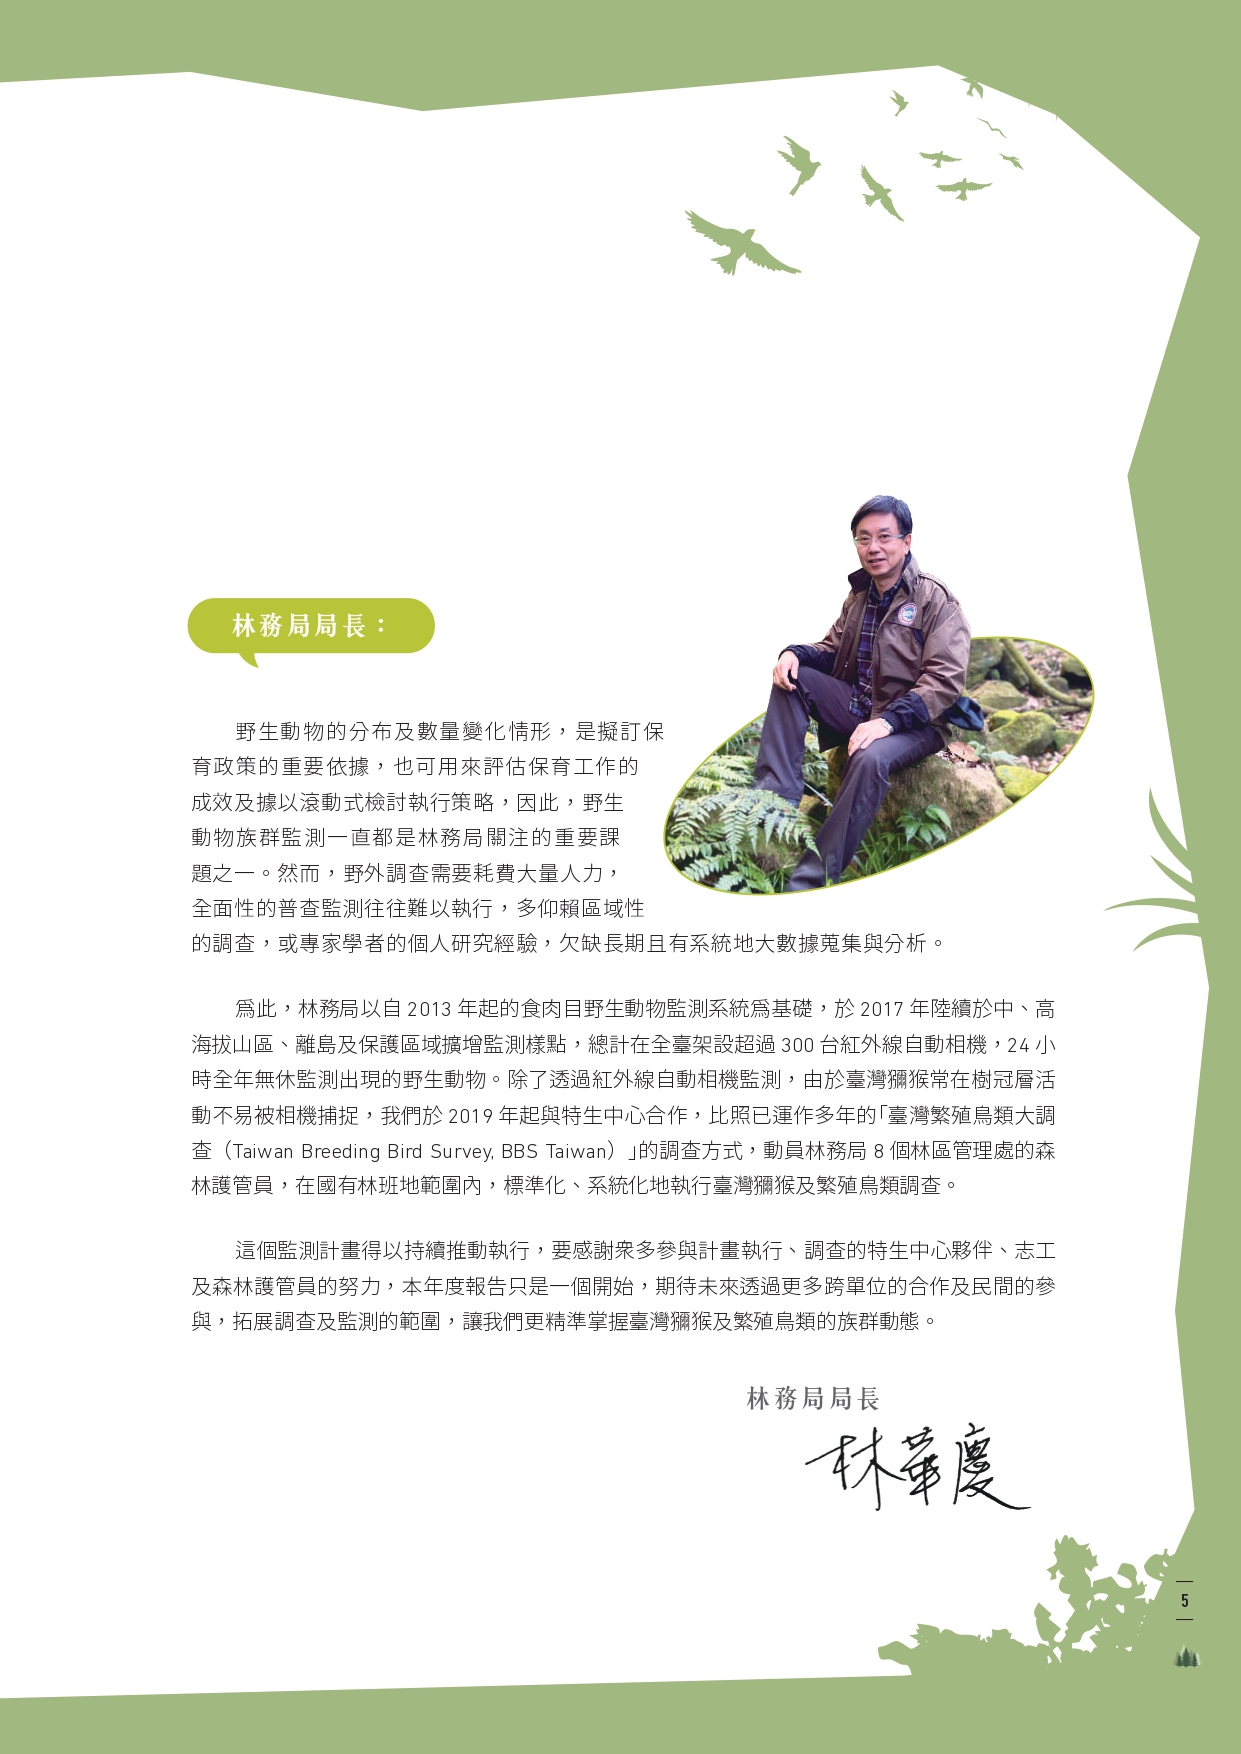 林務局局長：
野生動物的分布及數量變化情形，是擬訂保
育政策的重要依據，也可用來評估保育工作的
成效及據以滾動式檢討執行策略，因此，野生
動物族群監測一直都是林務局關注的重要課
題之一。然而，野外調查需要耗費大量人力，
全面性的普查監測往往難以執行，多仰賴區域性
的調查，或專家學者的個人研究經驗，欠缺長期且有系統地大數據蒐集與分析。
爲此，林務局以自 2013 年起的食肉目野生動物監測系統爲基礎，於 2017 年陸續於中、高
海拔山區、離島及保護區域擴增監測樣點，總計在全臺架設超過 300 台紅外線自動相機，24 小
時全年無休監測出現的野生動物。除了透過紅外線自動相機監測，由於臺灣獼猴常在樹冠層活
動不易被相機捕捉，我們於 2019 年起與特生中心合作，比照已運作多年的「臺灣繁殖鳥類大調
查（Taiwan Breeding Bird Survey, BBS Taiwan）」的調查方式，動員林務局 8 個林區管理處的森
林護管員，在國有林班地範圍內，標準化、系統化地執行臺灣獼猴及繁殖鳥類調查。
這個監測計畫得以持續推動執行，要感謝眾多參與計畫執行、調查的特生中心夥伴、志工
及森林護管員的努力，本年度報告只是一個開始，期待未來透過更多跨單位的合作及民間的參
與，拓展調查及監測的範圍，讓我們更精準掌握臺灣獼猴及繁殖鳥類的族群動態。
林務局局長
林華慶
5